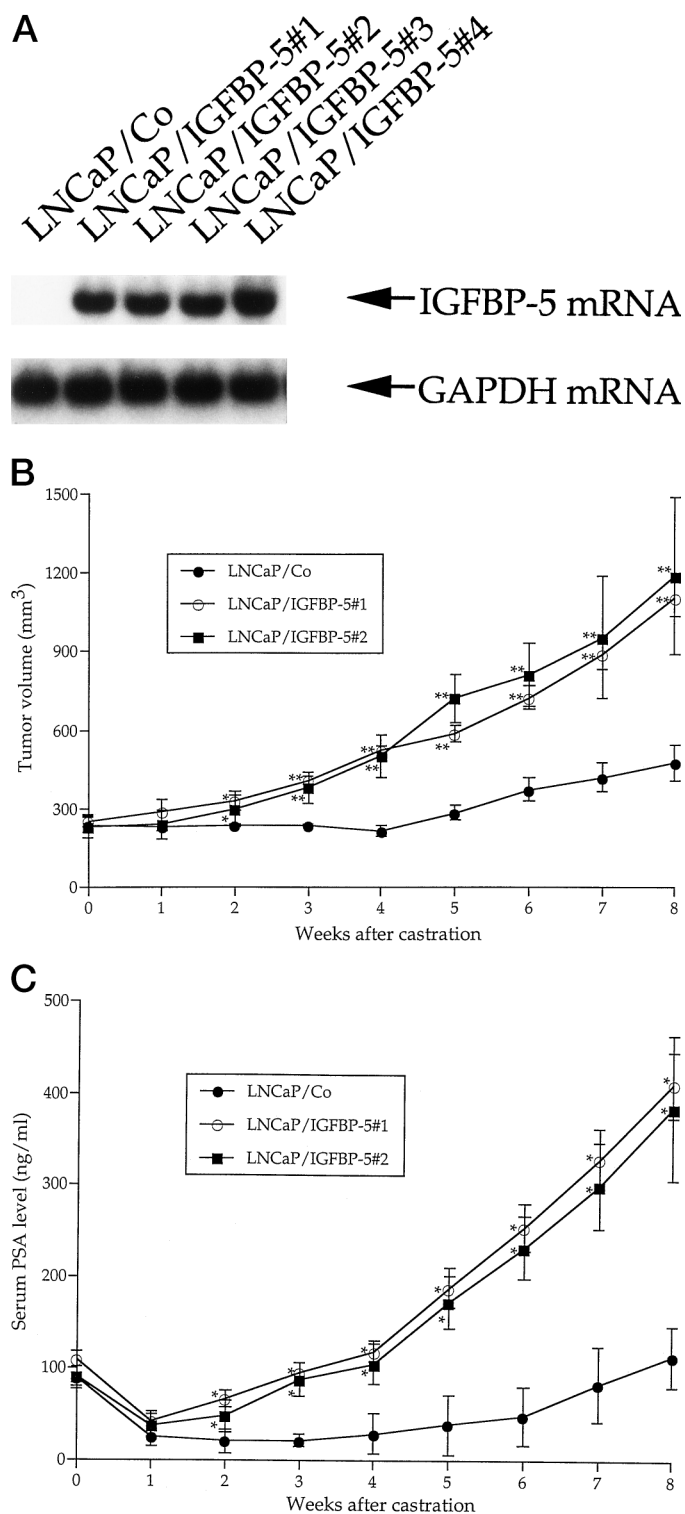 A
LNCaP/Co
LNCaP/IGFBP-5#1
LNCaP/IGFBP-5#2
LNCaP/IGFBP-5#3
LNCaP/IGFBP-5#4
IGFBP-5 mRNA
GAPDH mRNA
B
1500
1200
900
600
300
0
Tumor volume (mm³)
LNCaP/Co
LNCaP/IGFBP-5#1
LNCaP/IGFBP-5#2
** ** ** ** ** ** ** ** ** ** ** ** * *
0 1 2 3 4 5 6 7 8
Weeks after castration
C
500
400
300
200
100
0
Serum PSA level (ng/ml)
LNCaP/Co
LNCaP/IGFBP-5#1
LNCaP/IGFBP-5#2
* * * * * * * * * * * * * *
0 1 2 3 4 5 6 7 8
Weeks after castration